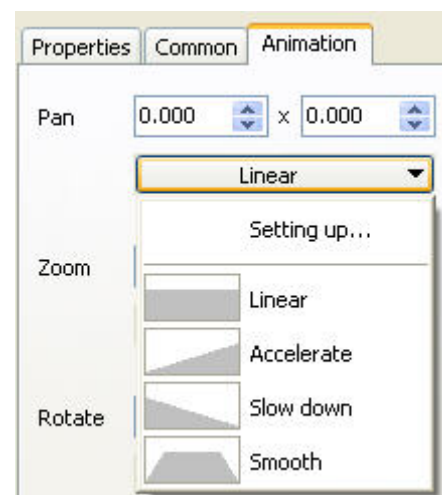 Properties Common Animation
Pan 0.000 x 0.000
Linear
Setting up...
Zoom
Linear
Accelerate
Rotate Slow down
Smooth